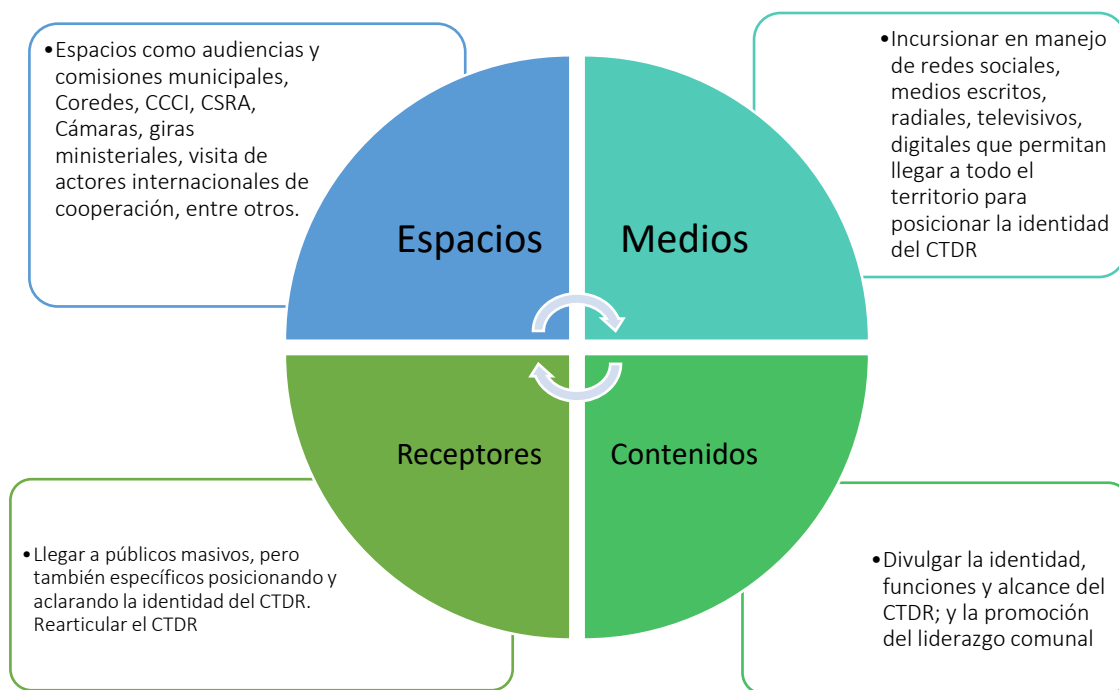 •Espacios como audiencias y
comisiones municipales,
Coredes, CCCI, CSRA,
Cámaras, giras
ministeriales, visita de
actores internacionales de
cooperación, entre otros.
•Incursionar en manejo
de redes sociales,
medios escritos,
radiales, televisivos,
digitales que permitan
llegar a todo el
territorio para
posicionar la identidad
del CTDR
Espacios
Medios
Receptores
Contenidos
•Llegar a públicos masivos, pero
también específicos posicionando y
aclarando la identidad del CTDR.
Rearticular el CTDR
•Divulgar la identidad,
funciones y alcance del
CTDR; y la promoción
del liderazgo comunal